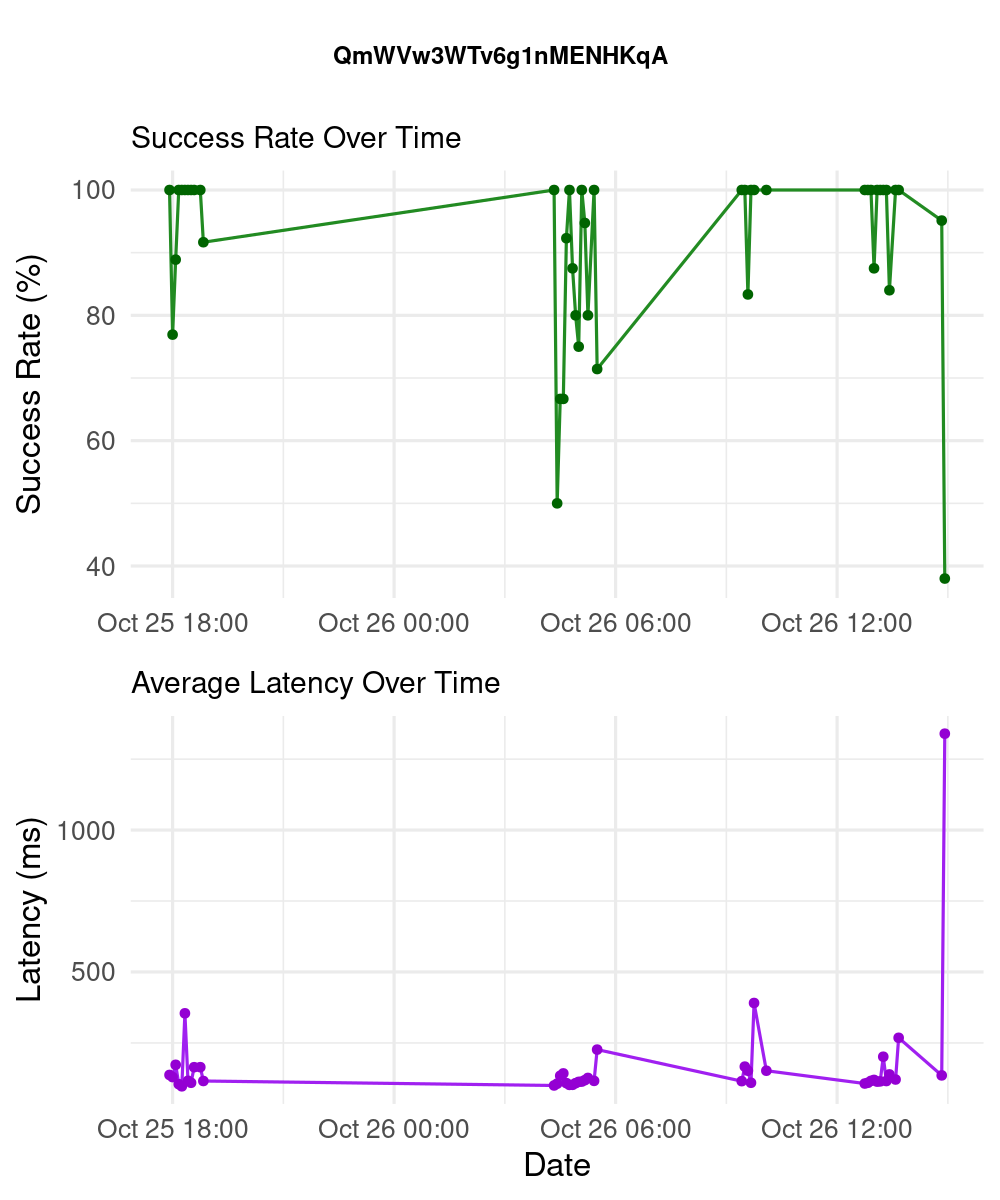 QmWVw3WTv6g1nMENHKqA
Success Rate Over Time
Success Rate (%)
100
80
60
40
Oct 25 18:00 Oct 26 00:00 Oct 26 06:00 Oct 26 12:00
Average Latency Over Time
Latency (ms)
1000
500
Oct 25 18:00 Oct 26 00:00 Oct 26 06:00 Oct 26 12:00
Date